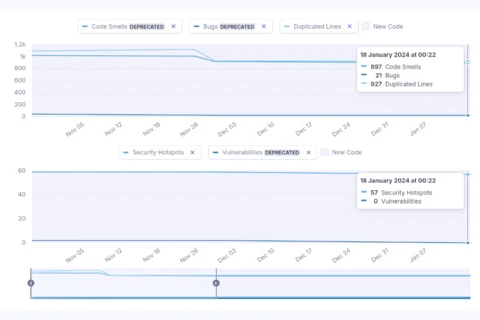 Code Smells DEPRECATED ✕ Bugs DEPRECATED ✕ Duplicated Lines ✕ New Code
1.2k
1k
800
600
400
200
0
18 January 2024 at 00:22
897 Code Smells
21 Bugs
927 Duplicated Lines
Nov 05 Nov 12 Nov 19 Nov 26 Dec 03 Dec 10 Dec 17 Dec 24 Dec 31 Jan 07
Security Hotspots ✕ Vulnerabilities DEPRECATED ✕ New Code
60
40
20
0
18 January 2024 at 00:22
57 Security Hotspots
0 Vulnerabilities
Nov 05 Nov 12 Nov 19 Nov 26 Dec 03 Dec 10 Dec 17 Dec 24 Dec 31 Jan 07